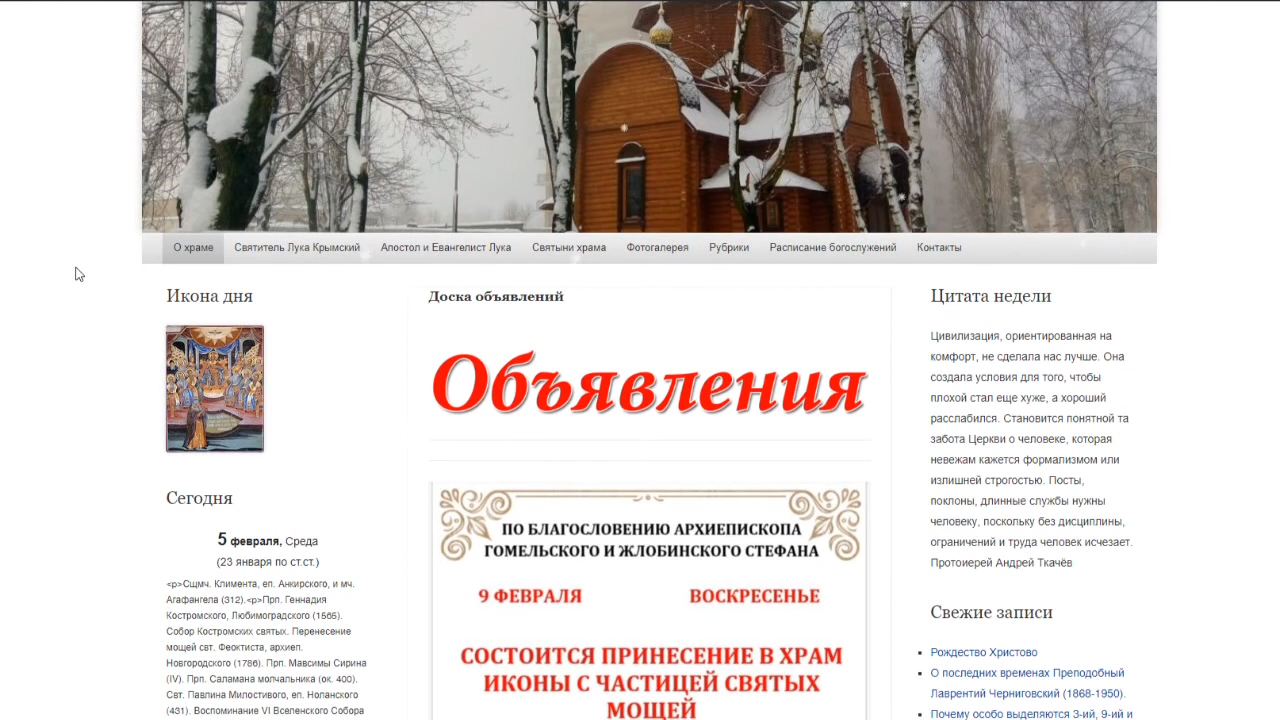 О храме
Святитель Лука Крымский
Апостол и Евангелист Лука
Святыни храма
Фотогалерея
Рубрики
Расписание богослужений
Контакты
Икона дня
Сегодня
5 февраля, Среда
(23 января по ст.ст.)
<p>Сщмч. Климента, еп. Анкирского, и мч.
Агафангела (312).<p>Прп. Геннадия
Костромского, Любимоградского (1565).
Собор Костромских святых. Перенесение
мощей свт. Феоктиста, архиеп.
Новгородского (1786). Прп. Мавсимы Сирина
(IV). Прп. Саламана молчальника (ок. 400).
Свт. Павлина Милостивого, еп. Ноланского
(431). Воспоминание VI Вселенского Собора
Доска объявлений
Объявления
ПО БЛАГОСЛОВЕНИЮ АРХИЕПИСКОПА
ГОМЕЛЬСКОГО И ЖЛОБИНСКОГО СТЕФАНА
9 ФЕВРАЛЯ ВОСКРЕСЕНЬЕ
СОСТОИТСЯ ПРИНЕСЕНИЕ В ХРАМ
ИКОНЫ С ЧАСТИЦЕЙ СВЯТЫХ
МОЩЕЙ
Цитата недели
Цивилизация, ориентированная на
комфорт, не сделала нас лучше. Она
создала условия для того, чтобы
плохой стал еще хуже, а хороший
расслабился. Становится понятной та
забота Церкви о человеке, которая
невежам кажется формализмом или
излишней строгостью. Посты,
поклоны, длинные службы нужны
человеку, поскольку без дисциплины,
ограничений и труда человек исчезает.
Протоиерей Андрей Ткачёв
Свежие записи
Рождество Христово
О последних временах Преподобный
Лаврентий Черниговский (1868-1950).
Почему особо выделяются 3-ий, 9-ий и